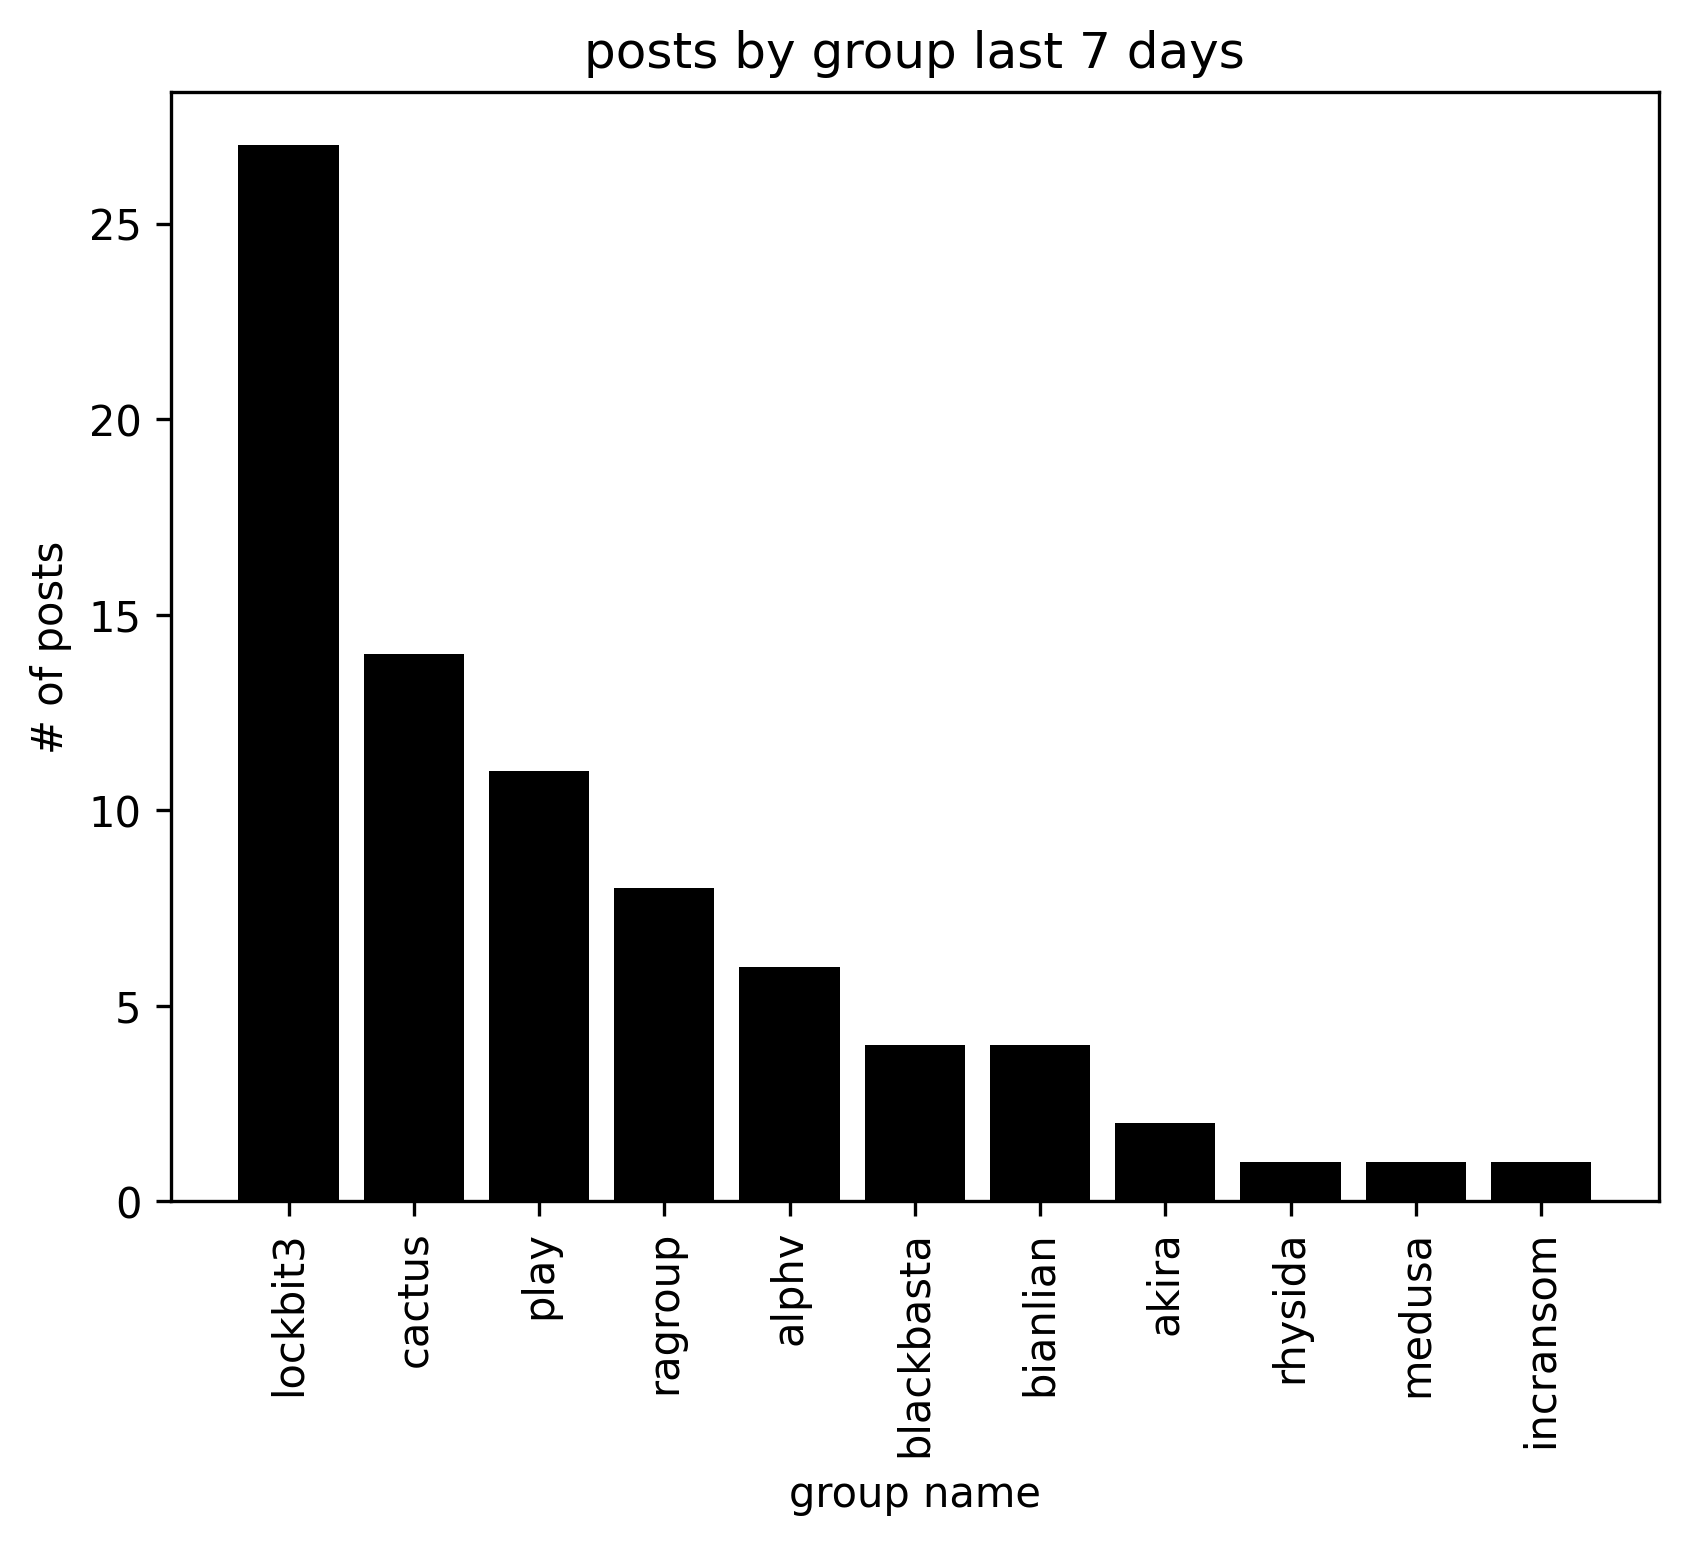 posts by group last 7 days
# of posts
25
20
15
10
5
0
lockbit3
cactus
play
ragroup
alphv
blackbasta
bianlian
akira
rhysida
medusa
incransom
group name